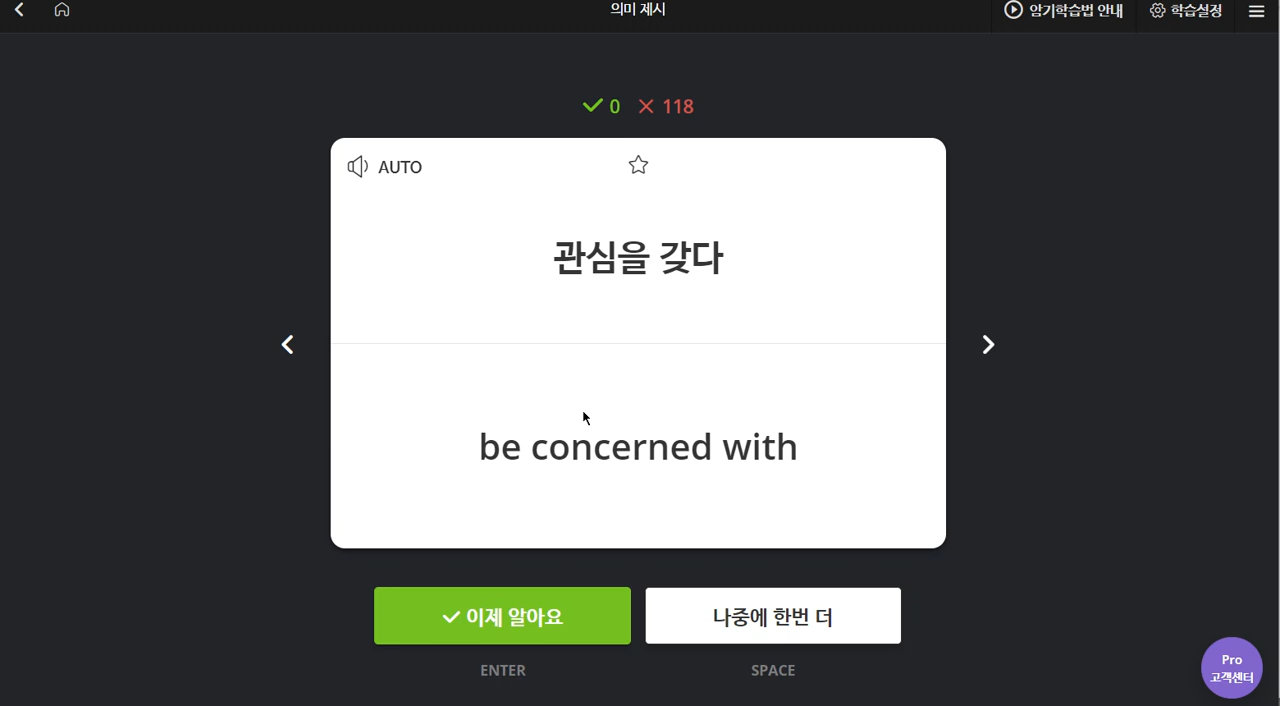 의미 제시
암기학습법 안내
학습설정
0
118
AUTO
관심을 갖다
be concerned with
이제 알아요
나중에 한번 더
ENTER
SPACE
Pro
고객센터